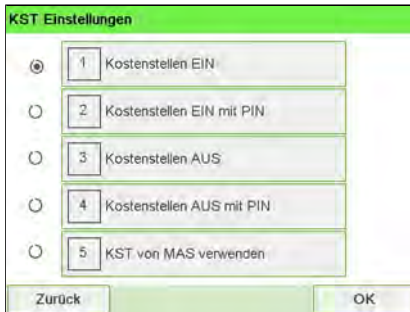 KST Einstellungen
1 Kostenstellen EIN
2 Kostenstellen EIN mit PIN
3 Kostenstellen AUS
4 Kostenstellen AUS mit PIN
5 KST von MAS verwenden
Zurück OK